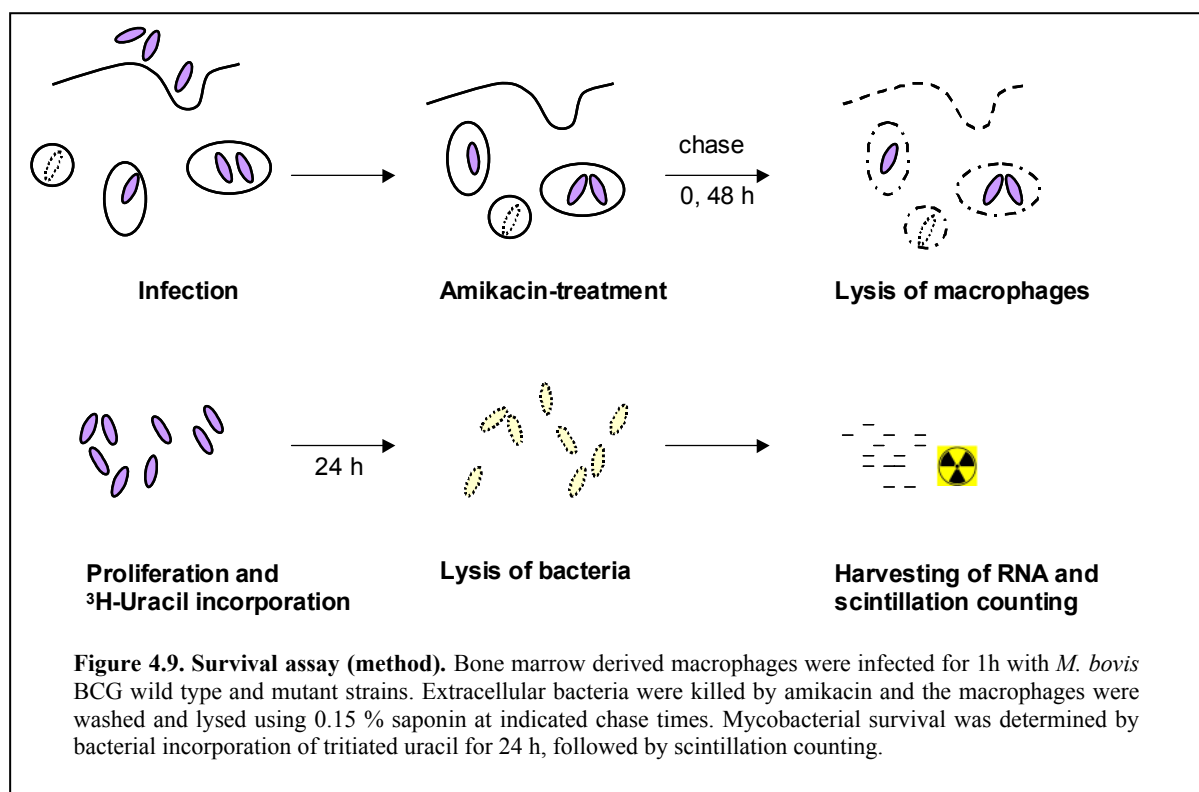 chase
0, 48 h
Infection
Amikacin-treatment
Lysis of macrophages
24 h
Proliferation and
³H-Uracil incorporation
Lysis of bacteria
Harvesting of RNA and
scintillation counting
Figure 4.9. Survival assay (method). Bone marrow derived macrophages were infected for 1h with M. bovis
BCG wild type and mutant strains. Extracellular bacteria were killed by amikacin and the macrophages were
washed and lysed using 0.15 % saponin at indicated chase times. Mycobacterial survival was determined by
bacterial incorporation of tritiated uracil for 24 h, followed by scintillation counting.